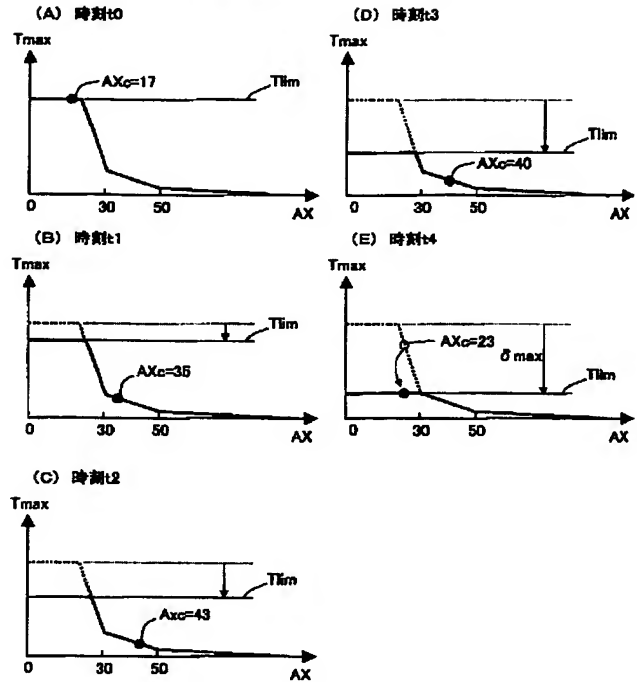 (A) 時刻t0
Tmax
AXc=17
Tlim
0
30
50
AX
(B) 時刻t1
Tmax
Tlim
AXc=35
0
30
50
AX
(C) 時刻t2
Tmax
Tlim
Axc=43
0
30
50
AX
(D) 時刻t3
Tmax
Tlim
AXc=40
0
30
50
AX
(E) 時刻t4
Tmax
AXc=23
δmax
Tlim
0
30
50
AX